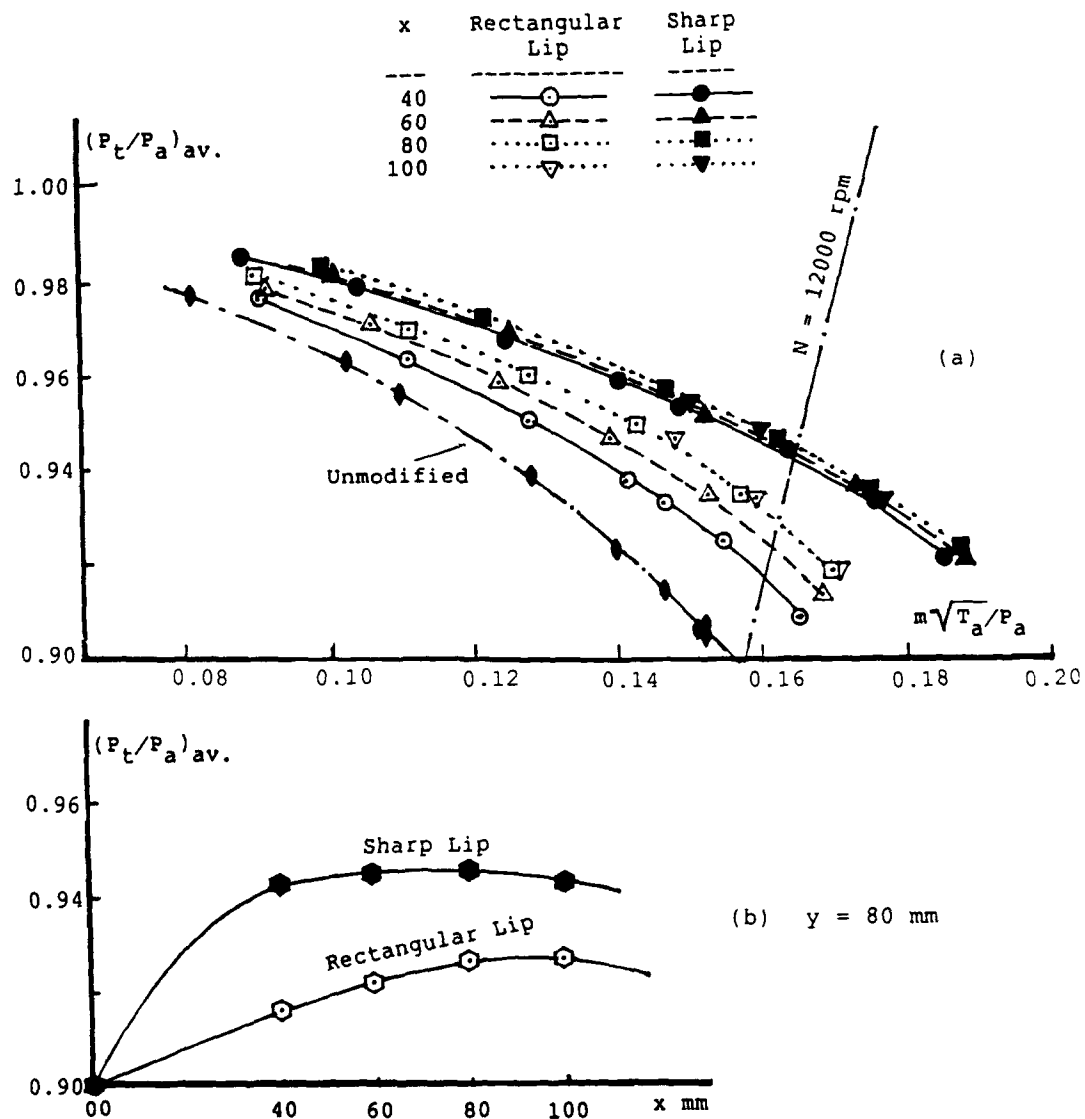 x Rectangular Lip Sharp Lip
40
60
80
100
(Pt/Pa)av.
1.00
0.98
0.96
0.94
0.90
N = 12000 rpm
(a)
Unmodified
m√Ta/Pa
0.08 0.10 0.12 0.14 0.16 0.18 0.20
(Pt/Pa)av.
0.96
0.94
0.90
Sharp Lip
Rectangular Lip
(b) y = 80 mm
00 40 60 80 100 x mm